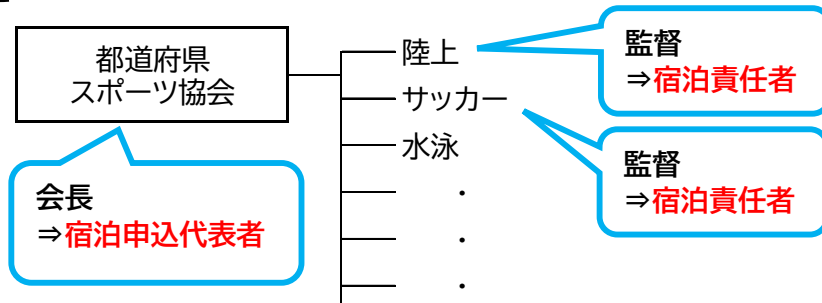 都道府県
スポーツ協会
陸上
サッカー
水泳
・
・
・
監督
⇒宿泊責任者
監督
⇒宿泊責任者
会長
⇒宿泊申込代表者